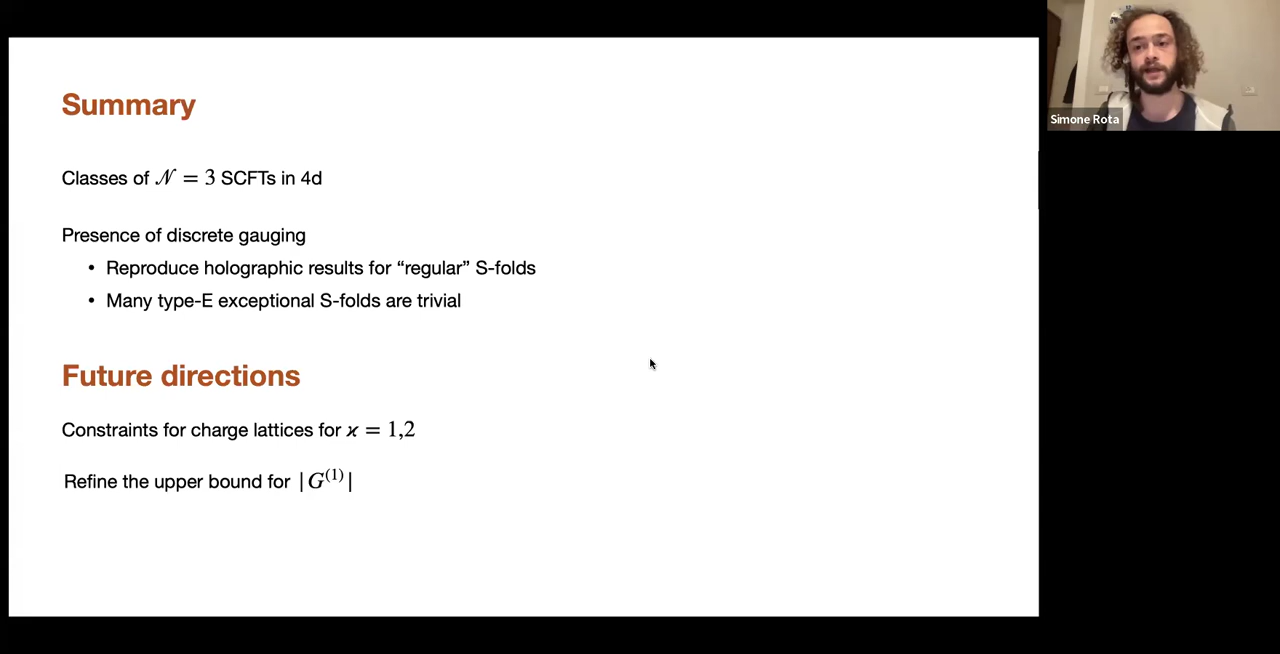 Summary
Classes of 𝒩 = 3 SCFTs in 4d
Presence of discrete gauging
• Reproduce holographic results for “regular” S-folds
• Many type-E exceptional S-folds are trivial
Future directions
Constraints for charge lattices for ϰ = 1,2
Refine the upper bound for |G⁽¹⁾|
Simone Rota